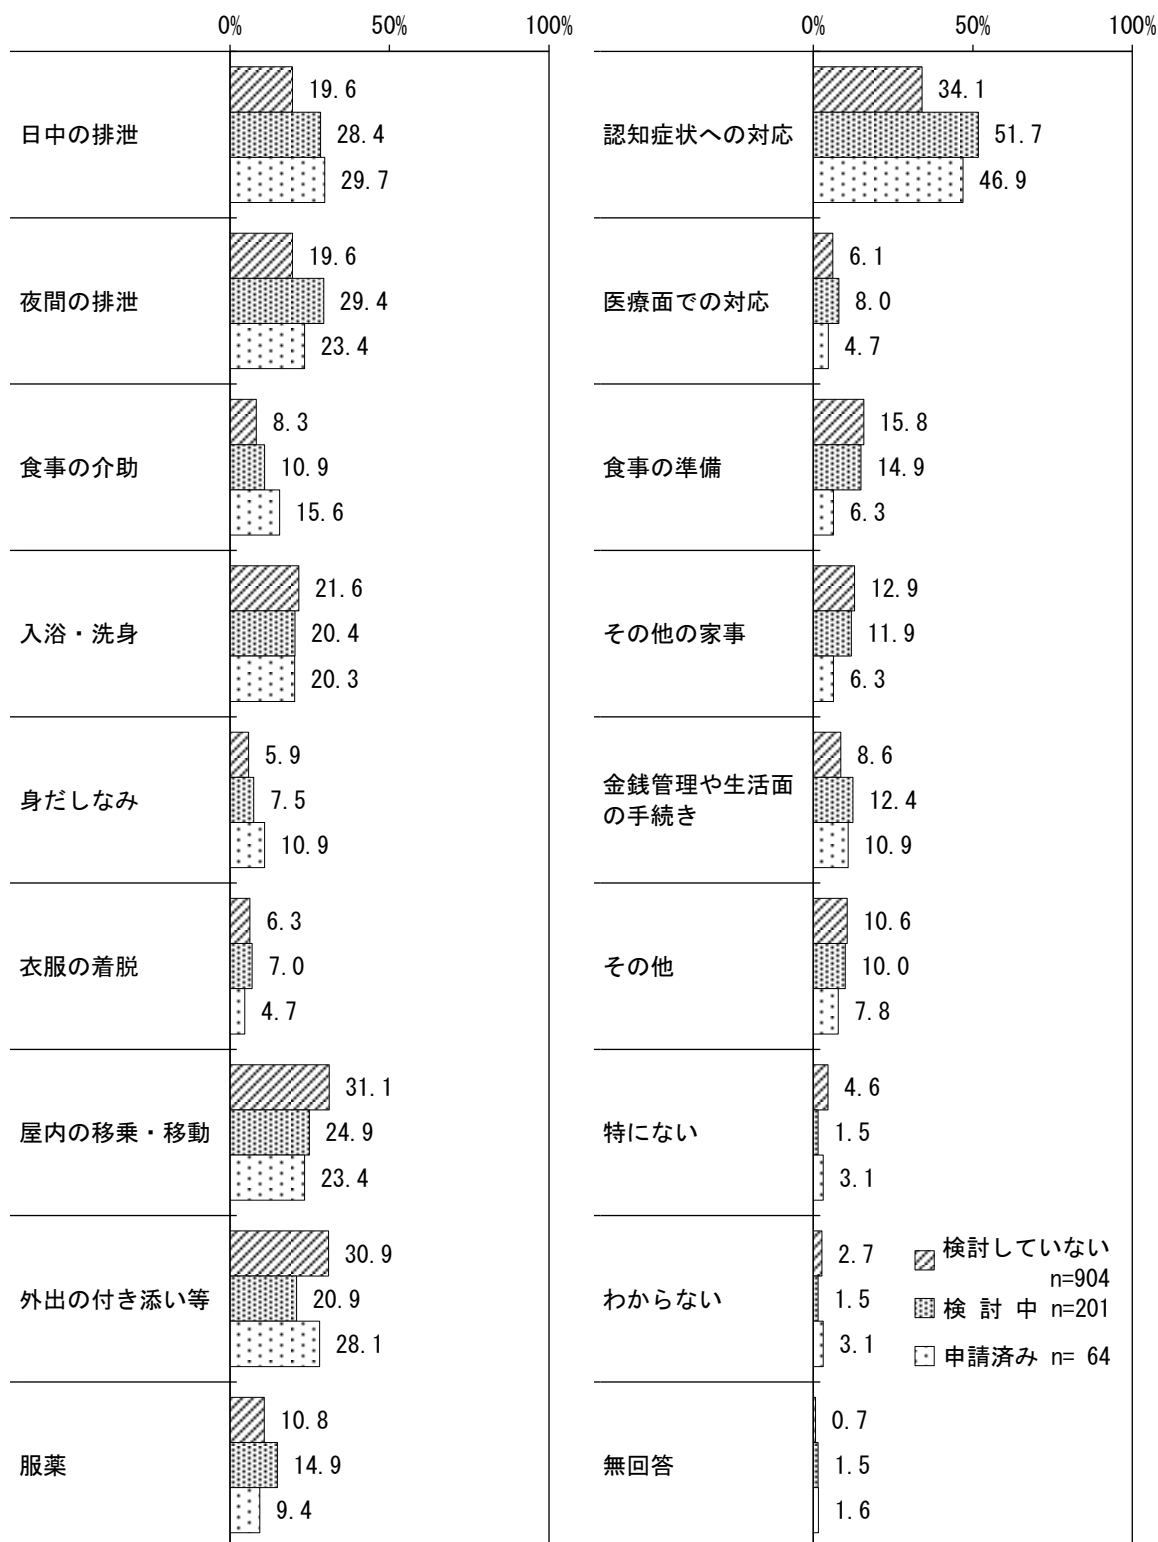 0%
50%
100%
日中の排泄
19.6
28.4
29.7
夜間の排泄
19.6
29.4
23.4
食事の介助
8.3
10.9
15.6
入浴・洗身
21.6
20.4
20.3
身だしなみ
5.9
7.5
10.9
衣服の着脱
6.3
7.0
4.7
屋内の移乗・移動
31.1
24.9
23.4
外出の付き添い等
30.9
20.9
28.1
服薬
10.8
14.9
9.4
0%
50%
100%
認知症状への対応
34.1
51.7
46.9
医療面での対応
6.1
8.0
4.7
食事の準備
15.8
14.9
6.3
その他の家事
12.9
11.9
6.3
金銭管理や生活面
の手続き
8.6
12.4
10.9
その他
10.6
10.0
7.8
特にない
4.6
1.5
3.1
わからない
2.7
1.5
3.1
無回答
0.7
1.5
1.6
検討していない
n=904
検 討 中 n=201
申請済み n= 64